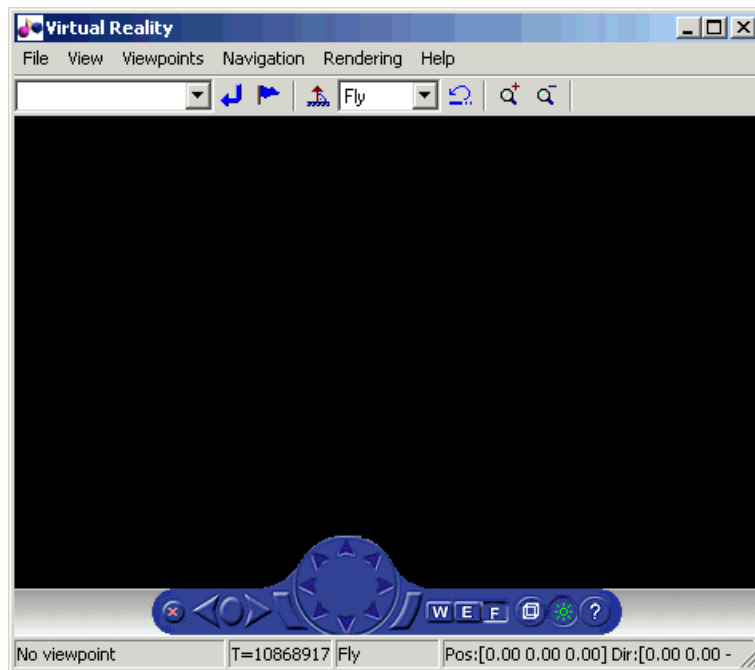 Virtual Reality
File View Viewpoints Navigation Rendering Help
Fly
W E F ?
No viewpoint T=10868917 Fly Pos:[0.00 0.00 0.00] Dir:[0.00 0.00 -